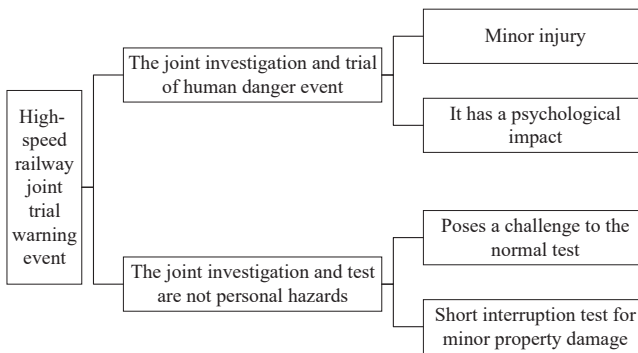 High-
speed
railway
joint
trial
warning
event
The joint investigation and trial
of human danger event
Minor injury
It has a psychological
impact
The joint investigation and test
are not personal hazards
Poses a challenge to the
normal test
Short interruption test for
minor property damage